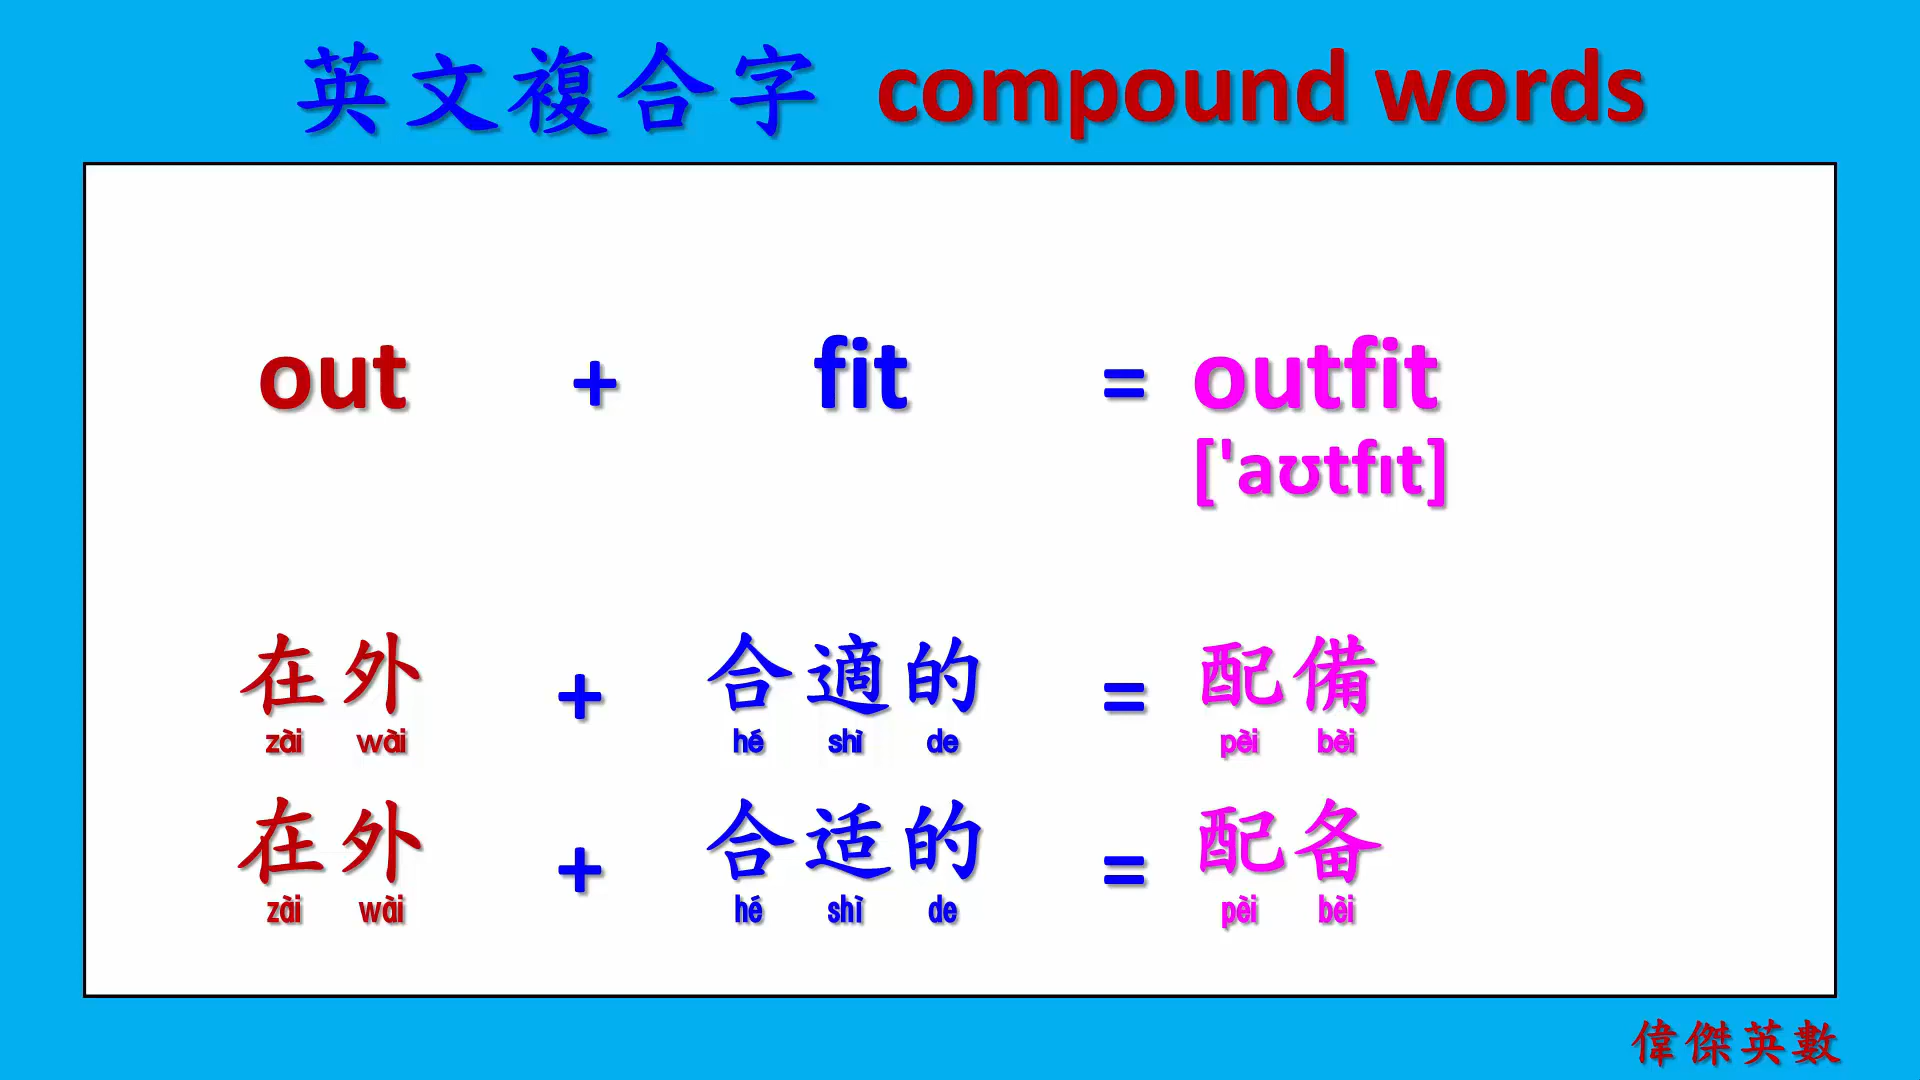 英文複合字 compound words
out + fit = outfit
['aʊtfɪt]
在外 + 合適的 = 配備
zài wài hé shì de pèi bèi
在外 + 合适的 = 配备
zài wài hé shì de pèi bèi
偉傑英數